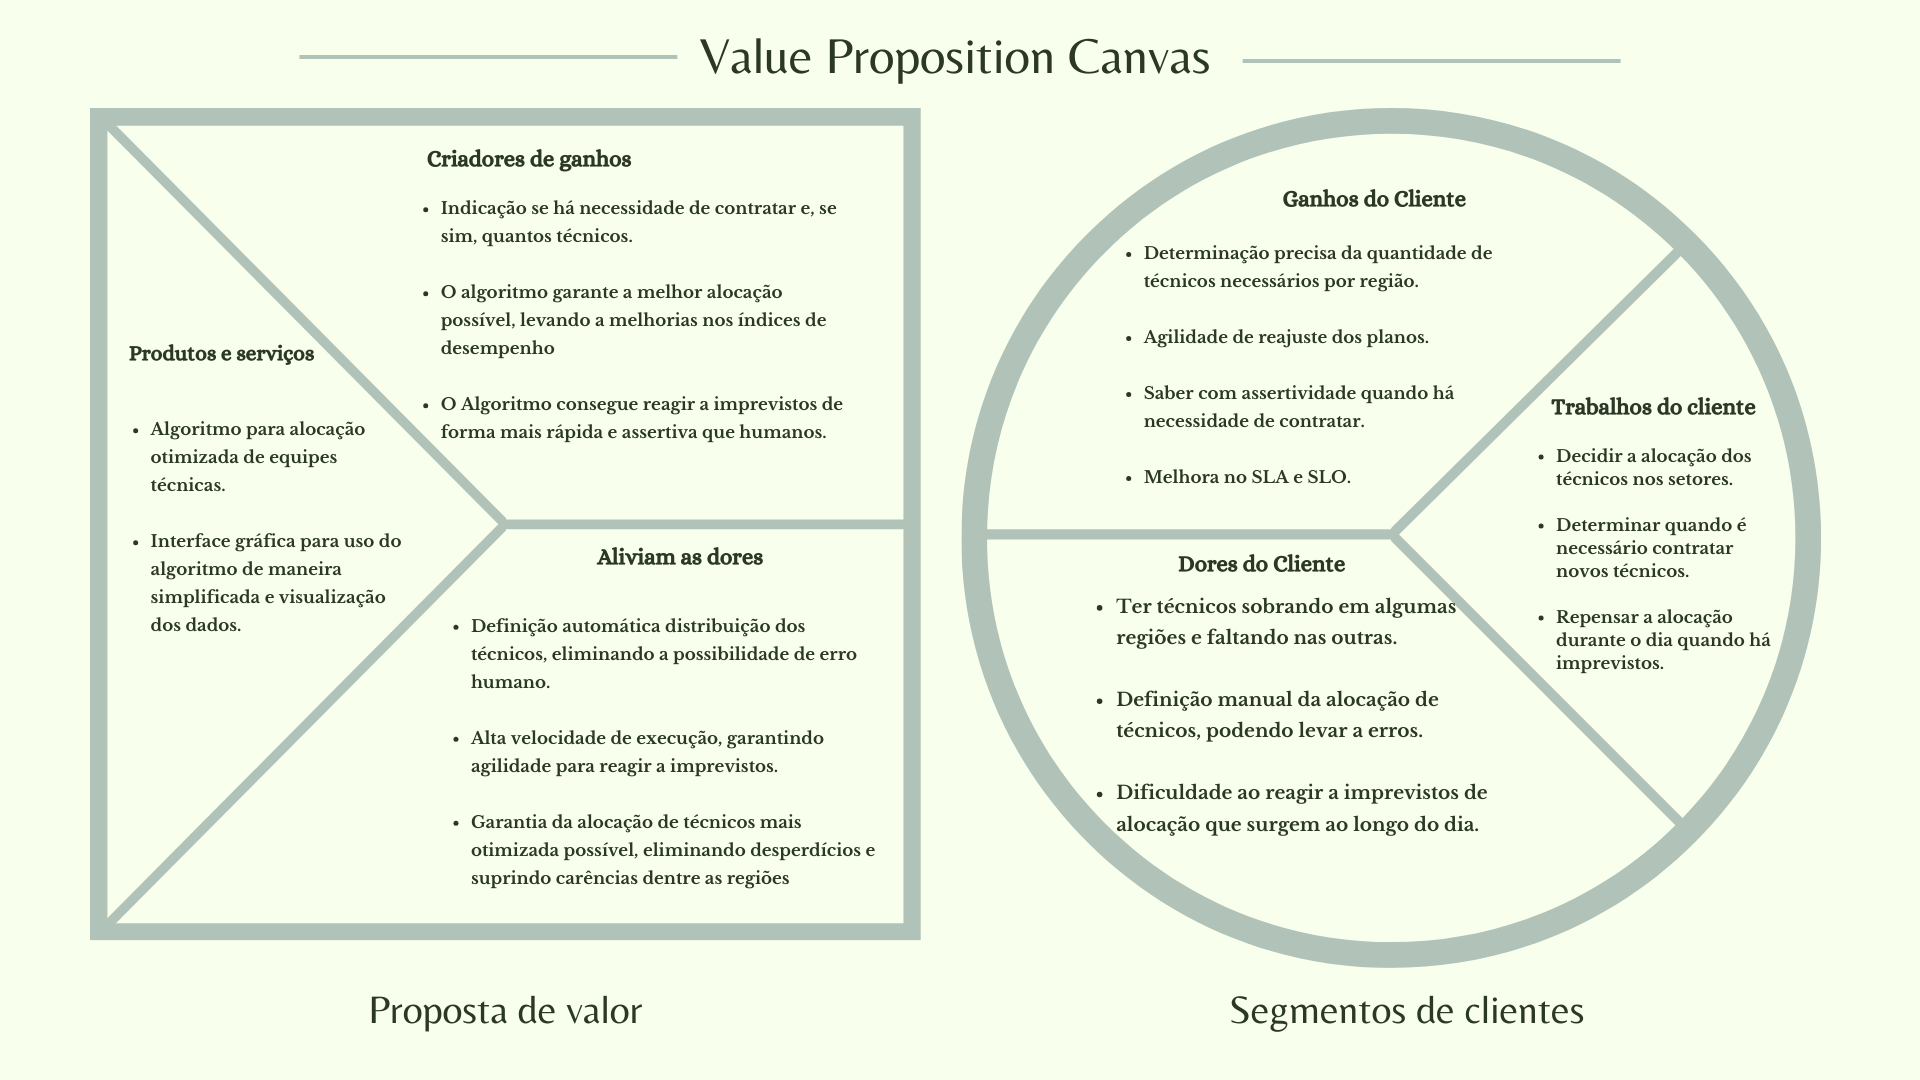 Value Proposition Canvas
Criadores de ganhos
• Indicação se há necessidade de contratar e, se
sim, quantos técnicos.
• O algoritmo garante a melhor alocação
possível, levando a melhorias nos índices de
desempenho
• O Algoritmo consegue reagir a imprevistos de
forma mais rápida e assertiva que humanos.
Produtos e serviços
• Algoritmo para alocação
otimizada de equipes
técnicas.
• Interface gráfica para uso do
algoritmo de maneira
simplificada e visualização
dos dados.
Aliviam as dores
• Definição automática distribuição dos
técnicos, eliminando a possibilidade de erro
humano.
• Alta velocidade de execução, garantindo
agilidade para reagir a imprevistos.
• Garantia da alocação de técnicos mais
otimizada possível, eliminando desperdícios e
suprindo carências dentre as regiões
Proposta de valor
Ganhos do Cliente
• Determinação precisa da quantidade de
técnicos necessários por região.
• Agilidade de reajuste dos planos.
• Saber com assertividade quando há
necessidade de contratar.
• Melhora no SLA e SLO.
Trabalhos do cliente
• Decidir a alocação dos
técnicos nos setores.
• Determinar quando é
necessário contratar
novos técnicos.
• Repensar a alocação
durante o dia quando há
imprevistos.
Dores do Cliente
• Ter técnicos sobrando em algumas
regiões e faltando nas outras.
• Definição manual da alocação de
técnicos, podendo levar a erros.
• Dificuldade ao reagir a imprevistos de
alocação que surgem ao longo do dia.
Segmentos de clientes